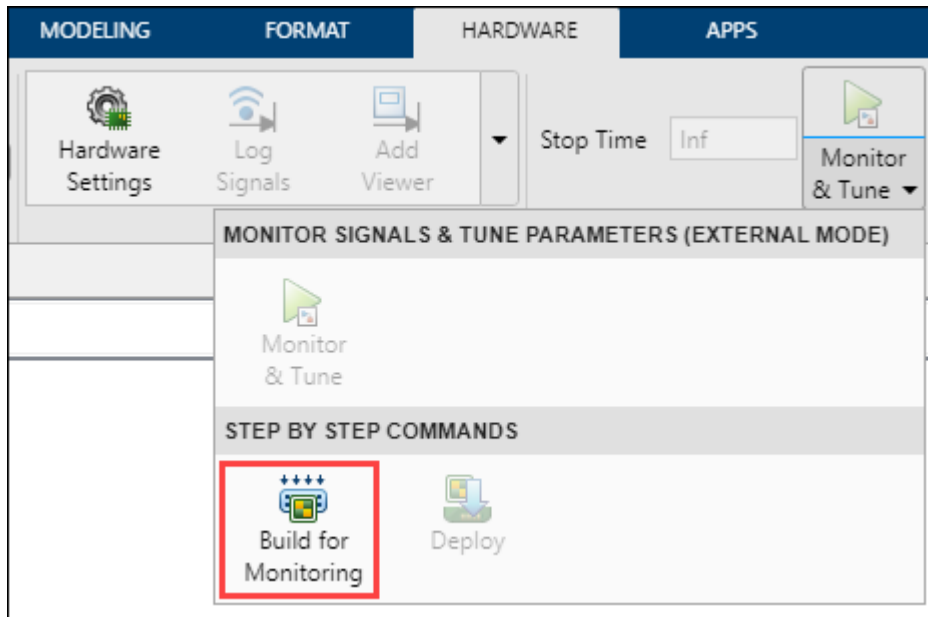 MODELING FORMAT HARDWARE APPS
Hardware
Settings
Log
Signals
Add
Viewer
Stop Time Inf
Monitor
& Tune
MONITOR SIGNALS & TUNE PARAMETERS (EXTERNAL MODE)
Monitor
& Tune
STEP BY STEP COMMANDS
Build for
Monitoring
Deploy